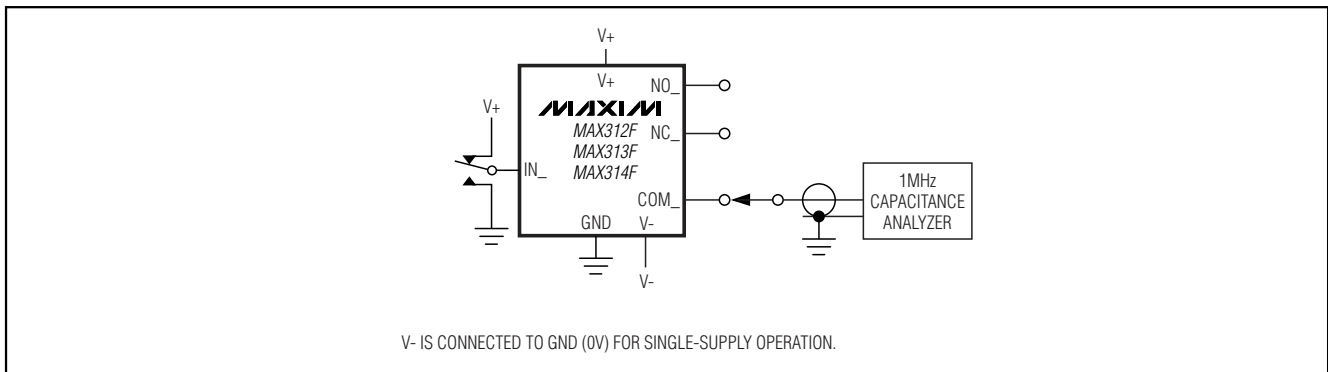 V+
V+
NO_
V+
MAXIM
MAX312F
NC_
MAX313F
IN_
MAX314F
1MHz
COM_
CAPACITANCE
ANALYZER
GND
V-
V-
V- IS CONNECTED TO GND (0V) FOR SINGLE-SUPPLY OPERATION.